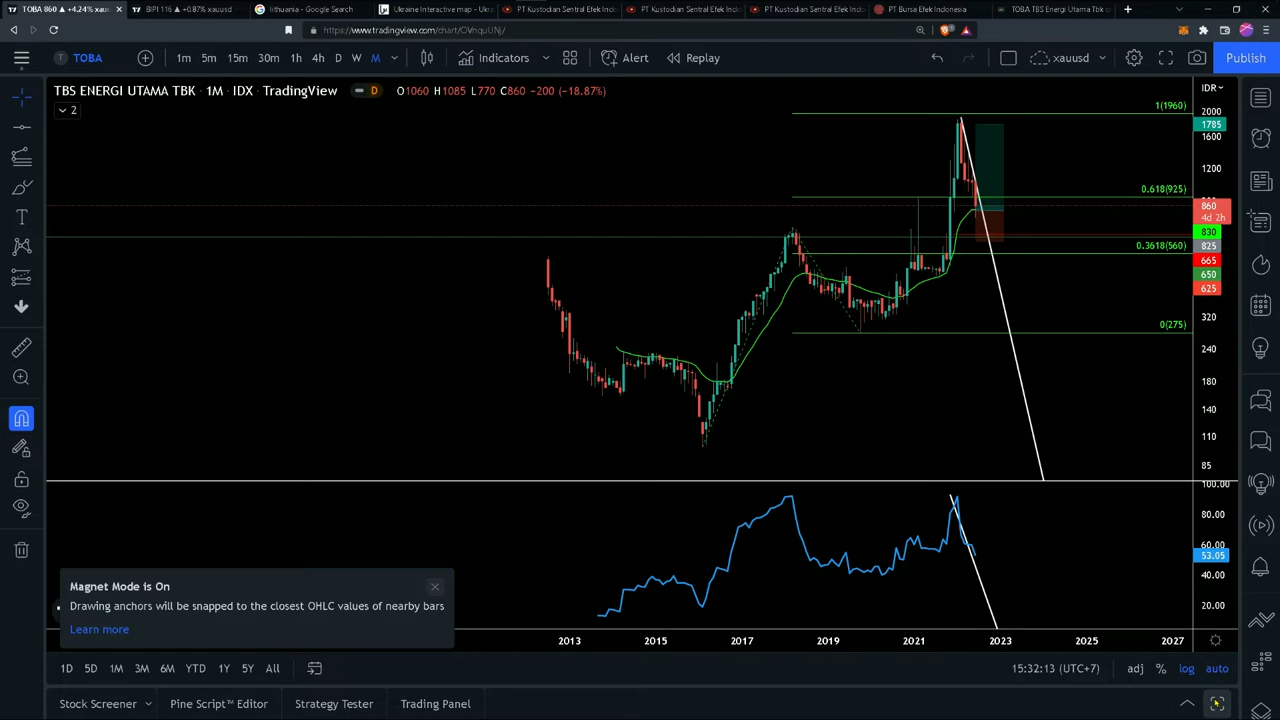 TOBA 860 ▲ +4.24% xauusd
BIPI 116 ▲ +0.87% xauusd
lithuania - Google Search
Ukraine Interactive map - Ukra
PT Kustodian Sentral Efek Indo
PT Kustodian Sentral Efek Indo
PT Kustodian Sentral Efek Indo
PT Bursa Efek Indonesia
TOBA TBS Energi Utama Tbk
TOBA
1m 5m 15m 30m 1h 4h D W M
Indicators
Alert
Replay
xauusd
Publish
TBS ENERGI UTAMA TBK · 1M · IDX · TradingView
D
O1060 H1085 L770 C860 −200 (−18.87%)
2
IDR
1(1960)
0.618(925)
0.3618(560)
0(275)
2000
1785
1600
1200
860
4d 2h
830
825
665
650
625
320
240
180
140
110
85
100.00
80.00
60.00
53.05
40.00
20.00
Magnet Mode is On
Drawing anchors will be snapped to the closest OHLC values of nearby bars
Learn more
2013 2015 2017 2019 2021 2023 2025 2027
1D 5D 1M 3M 6M YTD 1Y 5Y All
15:32:13 (UTC+7)
adj % log auto
Stock Screener
Pine Script™ Editor
Strategy Tester
Trading Panel